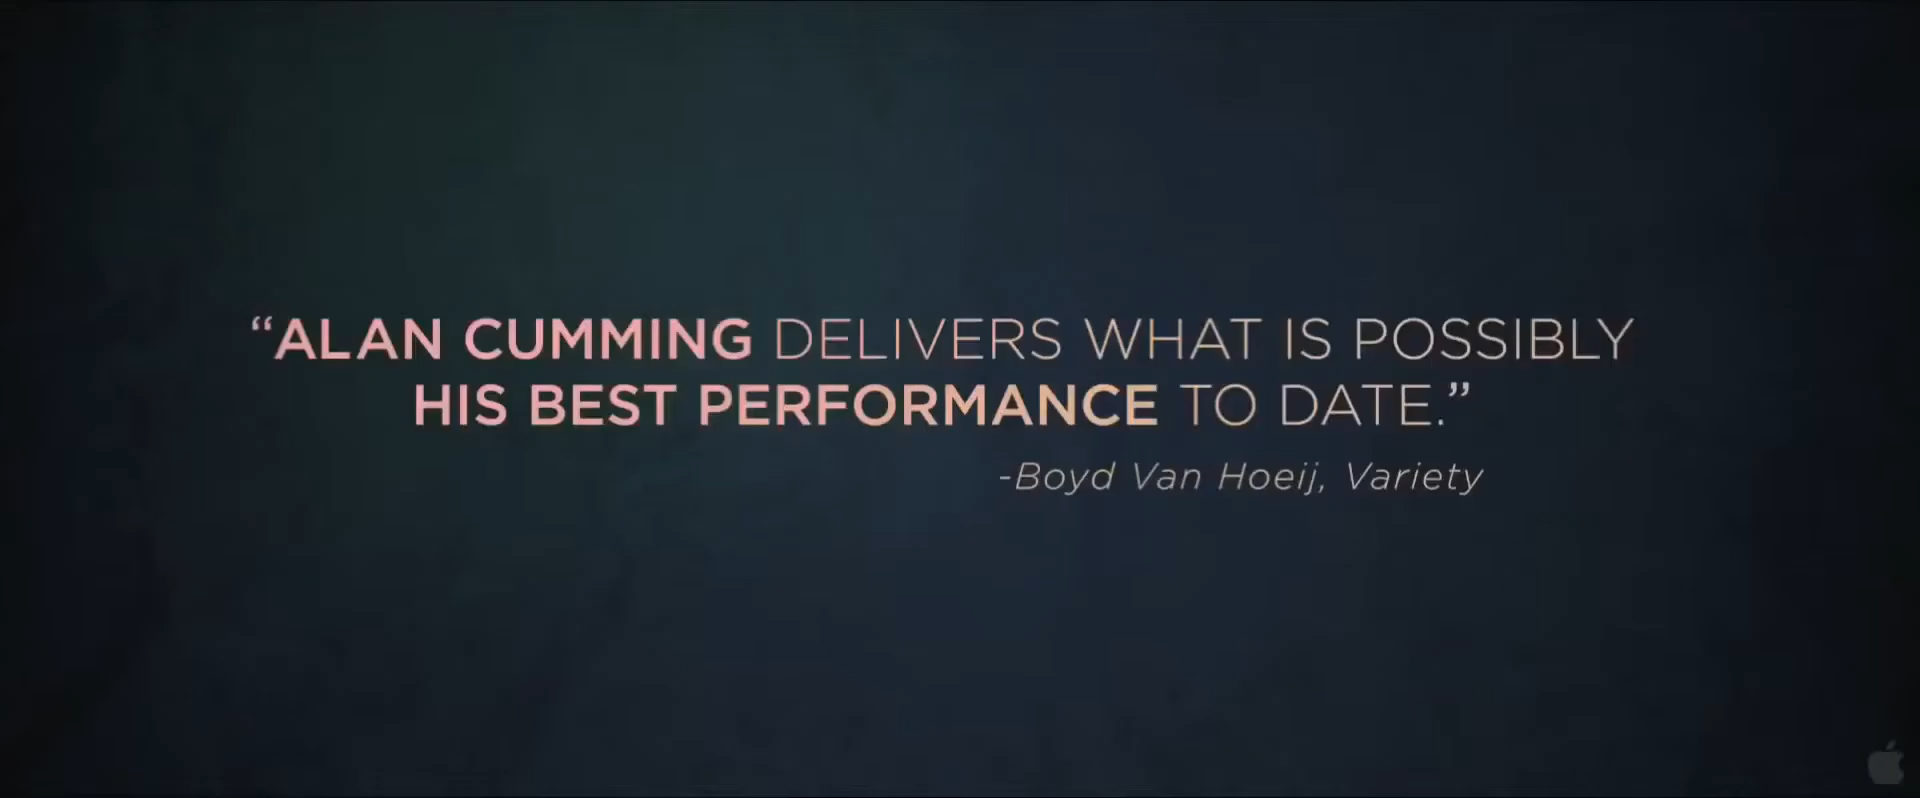 “ALAN CUMMING DELIVERS WHAT IS POSSIBLY
HIS BEST PERFORMANCE TO DATE.”
-Boyd Van Hoeij, Variety